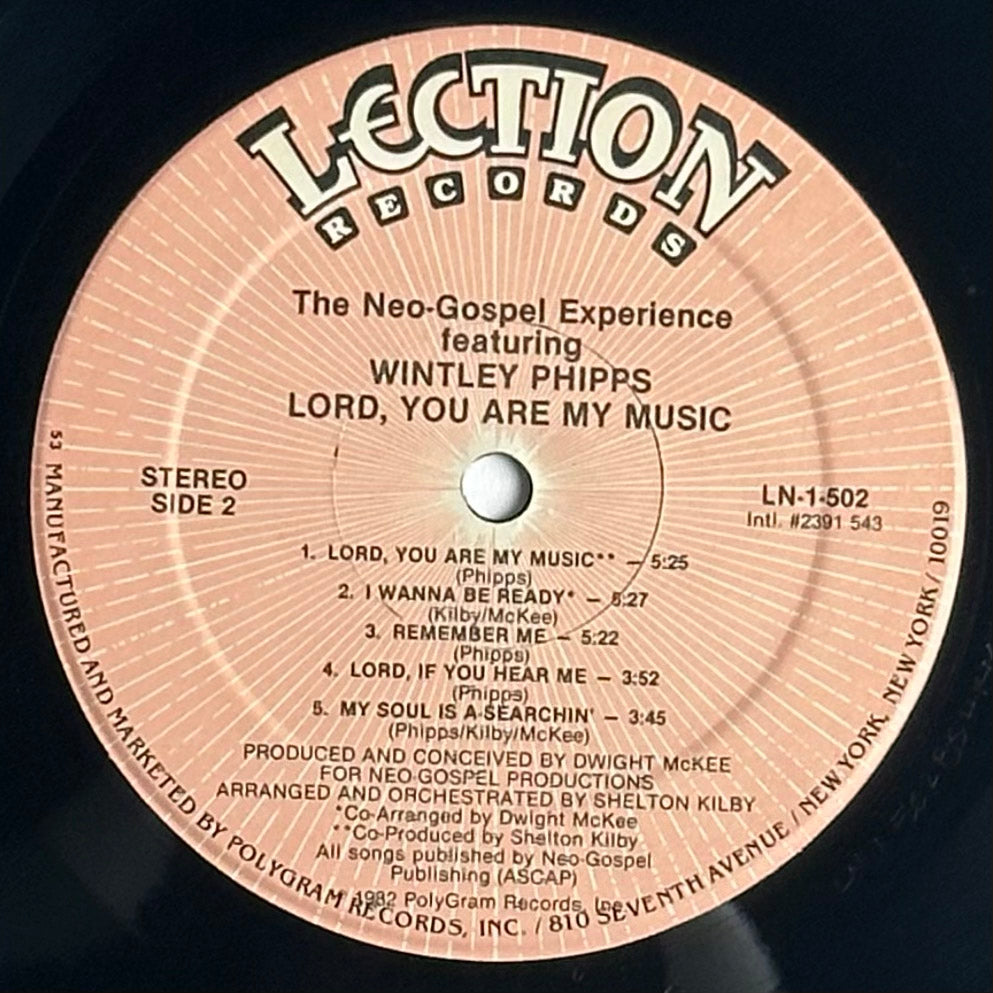 LECTION
RECORDS
The Neo-Gospel Experience
featuring
WINTLEY PHIPPS
LORD, YOU ARE MY MUSIC
STEREO
SIDE 2
LN-1-502
Intl. #2391 543
1. LORD, YOU ARE MY MUSIC** — 5:25
(Phipps)
2. I WANNA BE READY* — 5:27
(Kilby/McKee)
3. REMEMBER ME — 5:22
(Phipps)
4. LORD, IF YOU HEAR ME — 3:52
(Phipps)
5. MY SOUL IS A SEARCHIN' — 3:45
(Phipps/Kilby/McKee)
PRODUCED AND CONCEIVED BY DWIGHT McKEE
FOR NEO-GOSPEL PRODUCTIONS
ARRANGED AND ORCHESTRATED BY SHELTON KILBY
*Co-Arranged by Dwight McKee
**Co-Produced by Shelton Kilby
All songs published by Neo-Gospel
Publishing (ASCAP)
1982 PolyGram Records, Inc.
53 MANUFACTURED AND MARKETED BY POLYGRAM RECORDS, INC. / 810 SEVENTH AVENUE / NEW YORK, NEW YORK / 10019